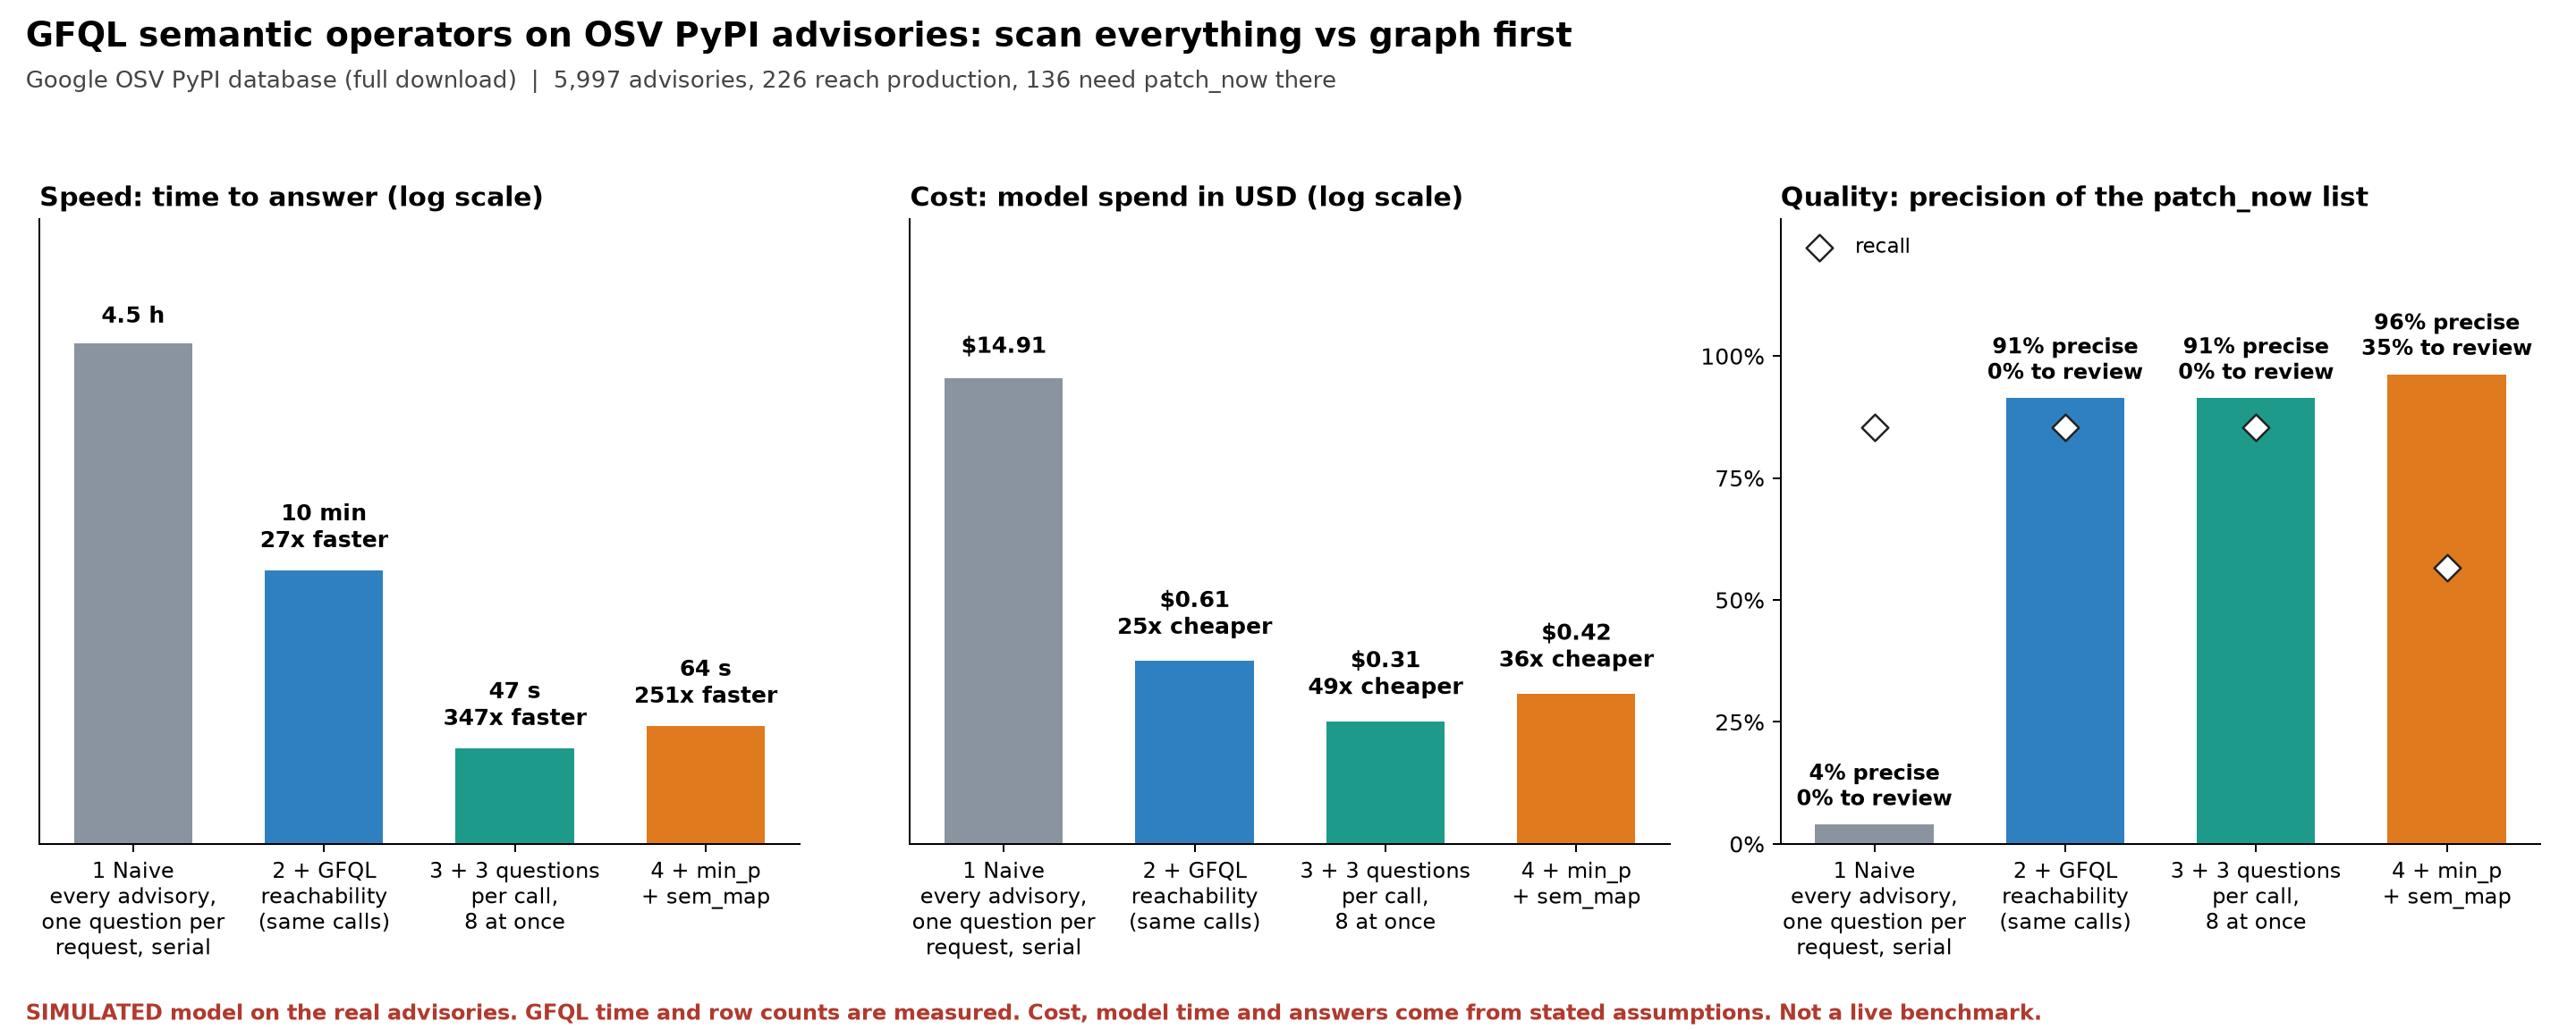 GFQL semantic operators on OSV PyPI advisories: scan everything vs graph first
Google OSV PyPI database (full download)  |  5,997 advisories, 226 reach production, 136 need patch_now there
Speed: time to answer (log scale)
4.5 h
10 min
27x faster
47 s
347x faster
64 s
251x faster
1 Naive
every advisory,
one question per
request, serial
2 + GFQL
reachability
(same calls)
3 + 3 questions
per call,
8 at once
4 + min_p
+ sem_map
Cost: model spend in USD (log scale)
$14.91
$0.61
25x cheaper
$0.31
49x cheaper
$0.42
36x cheaper
1 Naive
every advisory,
one question per
request, serial
2 + GFQL
reachability
(same calls)
3 + 3 questions
per call,
8 at once
4 + min_p
+ sem_map
Quality: precision of the patch_now list
recall
100%
75%
50%
25%
0%
4% precise
0% to review
91% precise
0% to review
91% precise
0% to review
96% precise
35% to review
1 Naive
every advisory,
one question per
request, serial
2 + GFQL
reachability
(same calls)
3 + 3 questions
per call,
8 at once
4 + min_p
+ sem_map
SIMULATED model on the real advisories. GFQL time and row counts are measured. Cost, model time and answers come from stated assumptions. Not a live benchmark.